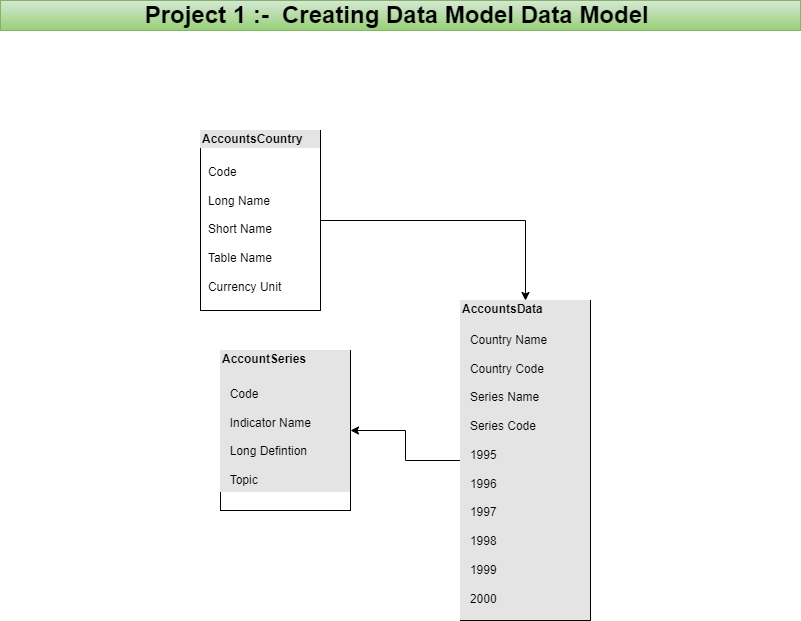 Project 1 :-  Creating Data Model Data Model
AccountsCountry
Code
Long Name
Short Name
Table Name
Currency Unit
AccountSeries
Code
Indicator Name
Long Defintion
Topic
AccountsData
Country Name
Country Code
Series Name
Series Code
1995
1996
1997
1998
1999
2000